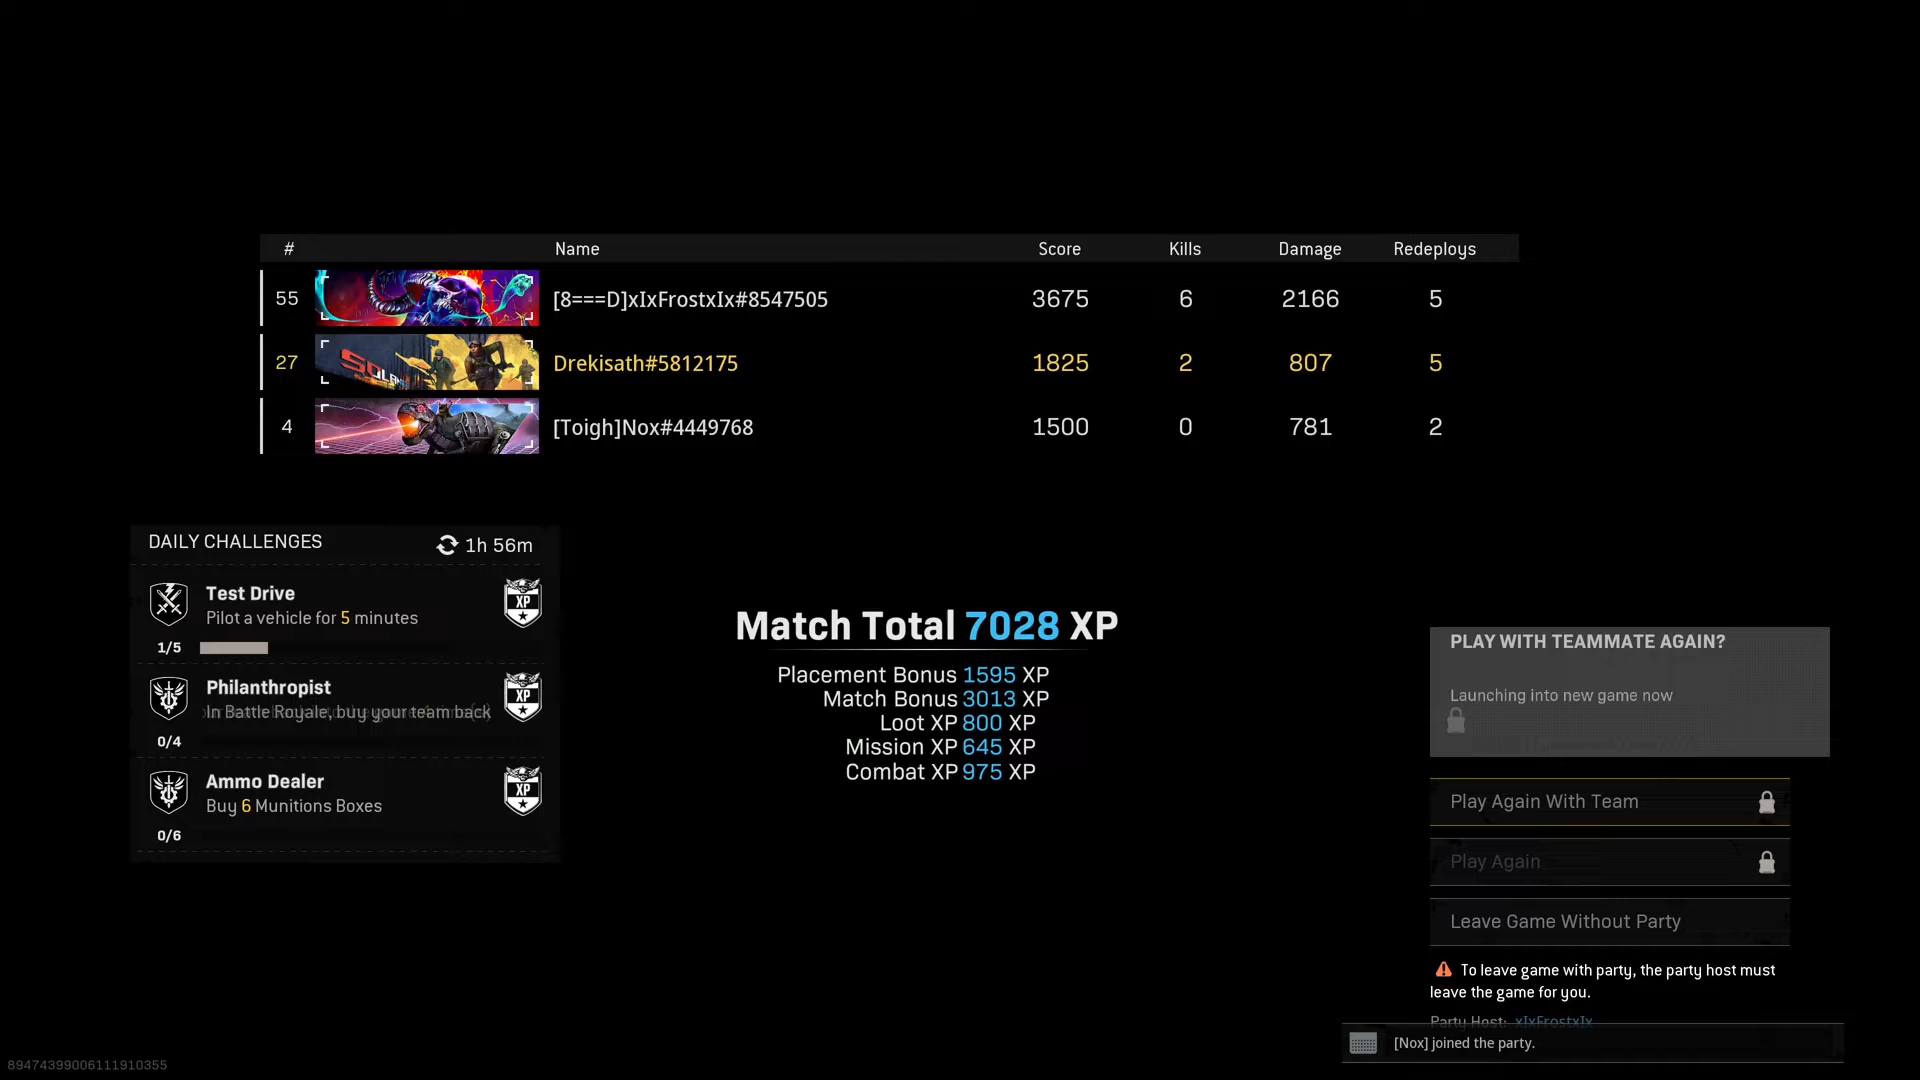 # Name Score Kills Damage Redeploys
55 [8===D]xIxFrostxIx#8547505 3675 6 2166 5
27 Drekisath#5812175 1825 2 807 5
4 [Toigh]Nox#4449768 1500 0 781 2
DAILY CHALLENGES 1h 56m
Test Drive
Pilot a vehicle for 5 minutes
XP
1/5
Philanthropist
In Battle Royale, buy your team back
XP
0/4
Ammo Dealer
Buy 6 Munitions Boxes
XP
0/6
Match Total 7028 XP
Placement Bonus 1595 XP
Match Bonus 3013 XP
Loot XP 800 XP
Mission XP 645 XP
Combat XP 975 XP
PLAY WITH TEAMMATE AGAIN?
Launching into new game now
Play Again With Team
Play Again
Leave Game Without Party
To leave game with party, the party host must
leave the game for you.
Party Host: xIxFrostxIx
[Nox] joined the party.
89474399006111910355